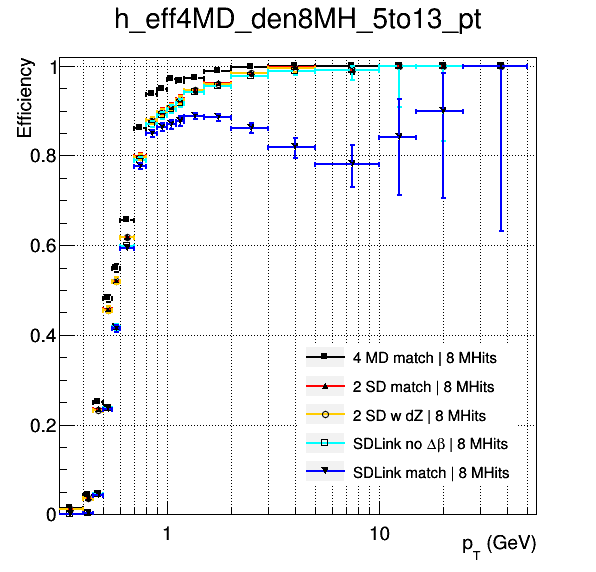 h_eff4MD_den8MH_5to13_pt
Efficiency
1
0.8
0.6
0.4
0.2
0
4 MD match | 8 MHits
2 SD match | 8 MHits
2 SD w dZ | 8 MHits
SDLink no Δβ | 8 MHits
SDLink match | 8 MHits
1 10
p_T (GeV)